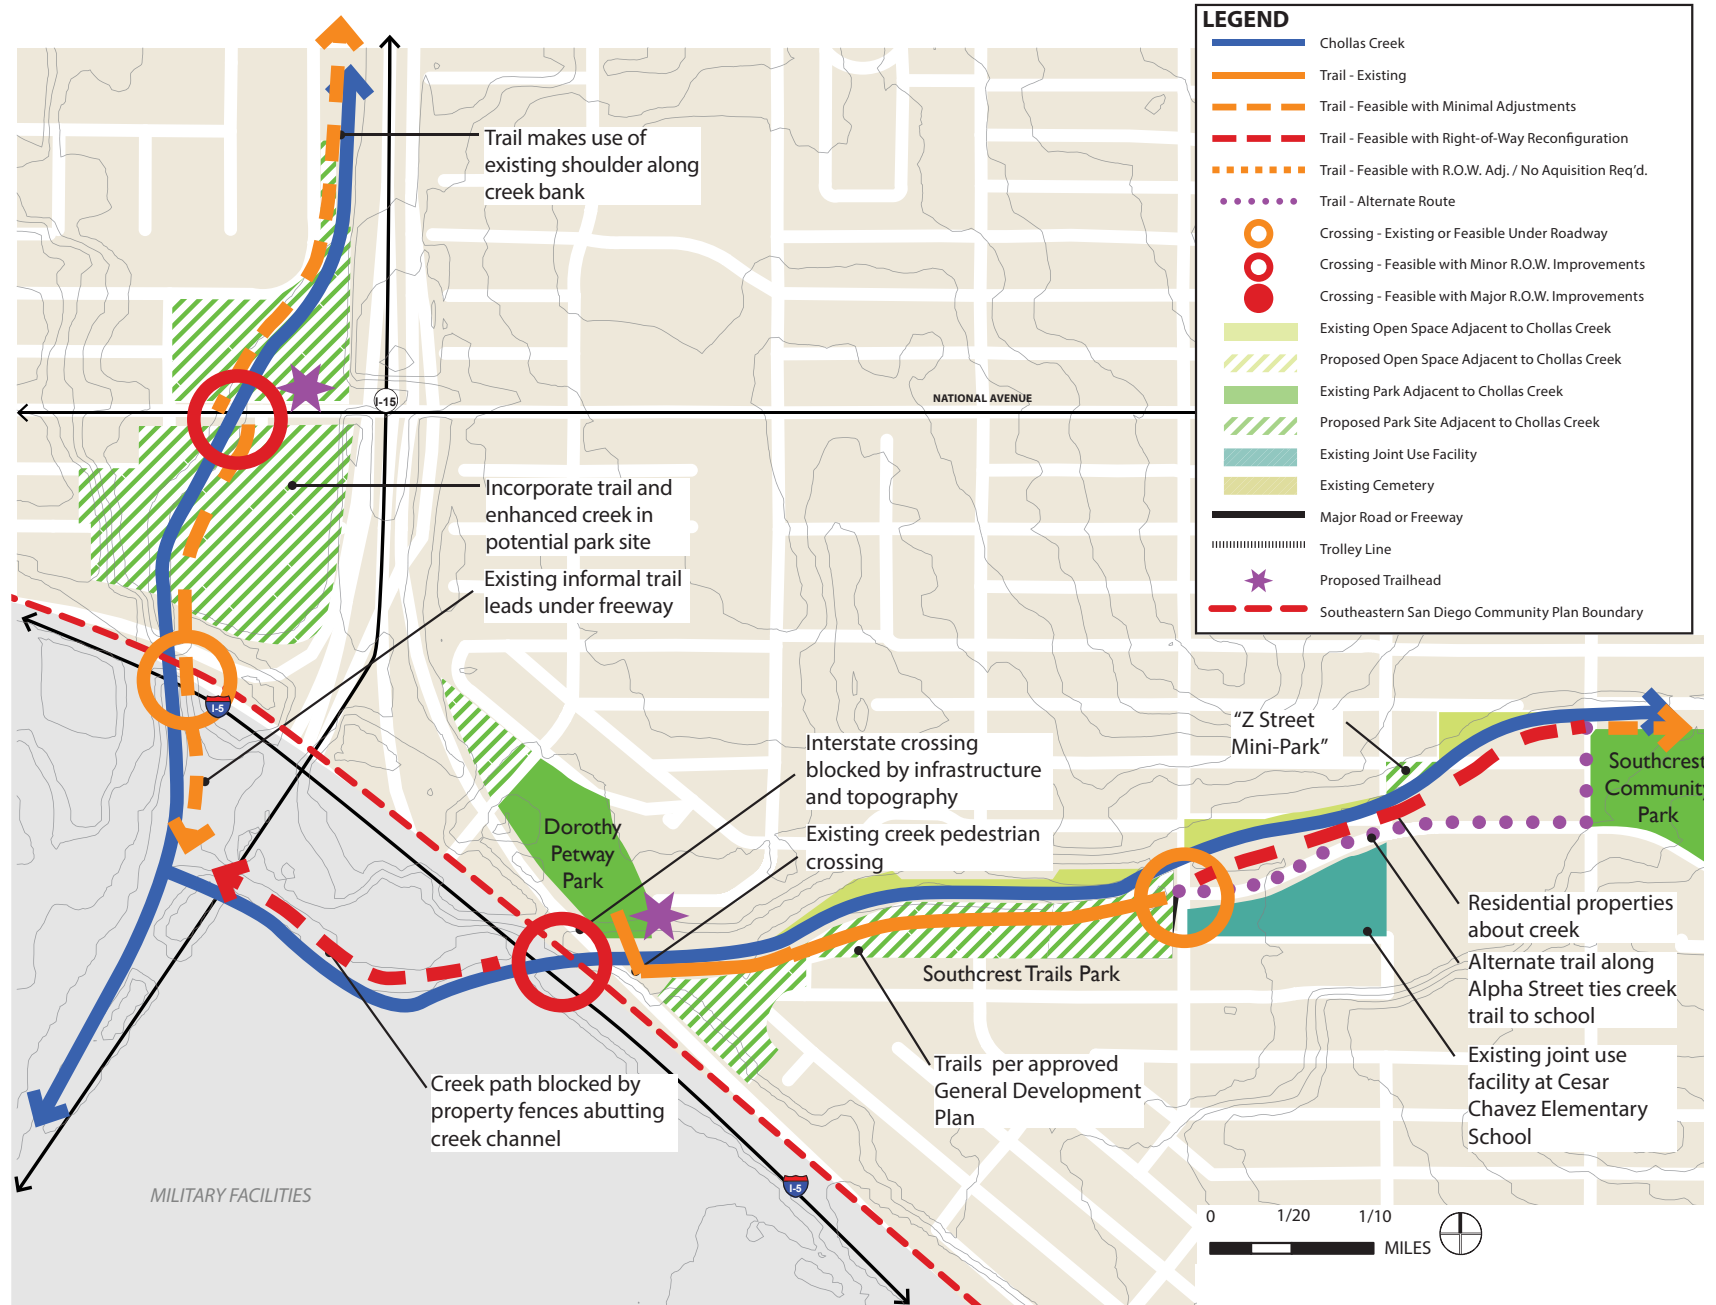 LEGEND
Chollas Creek
Trail - Existing
Trail - Feasible with Minimal Adjustments
Trail - Feasible with Right-of-Way Reconfiguration
Trail - Feasible with R.O.W. Adj. / No Aquisition Req'd.
Trail - Alternate Route
Crossing - Existing or Feasible Under Roadway
Crossing - Feasible with Minor R.O.W. Improvements
Crossing - Feasible with Major R.O.W. Improvements
Existing Open Space Adjacent to Chollas Creek
Proposed Open Space Adjacent to Chollas Creek
Existing Park Adjacent to Chollas Creek
Proposed Park Site Adjacent to Chollas Creek
Existing Joint Use Facility
Existing Cemetery
Major Road or Freeway
Trolley Line
Proposed Trailhead
Southeastern San Diego Community Plan Boundary
Trail makes use of
existing shoulder along
creek bank
I-15
NATIONAL AVENUE
Incorporate trail and
enhanced creek in
potential park site
Existing informal trail
leads under freeway
I-5
Interstate crossing
blocked by infrastructure
and topography
Existing creek pedestrian
crossing
Dorothy
Petway
Park
"Z Street
Mini-Park"
Southcrest
Community
Park
Southcrest Trails Park
Residential properties
about creek
Alternate trail along
Alpha Street ties creek
trail to school
Existing joint use
facility at Cesar
Chavez Elementary
School
Trails per approved
General Development
Plan
Creek path blocked by
property fences abutting
creek channel
MILITARY FACILITIES
I-5
0 1/20 1/10
MILES